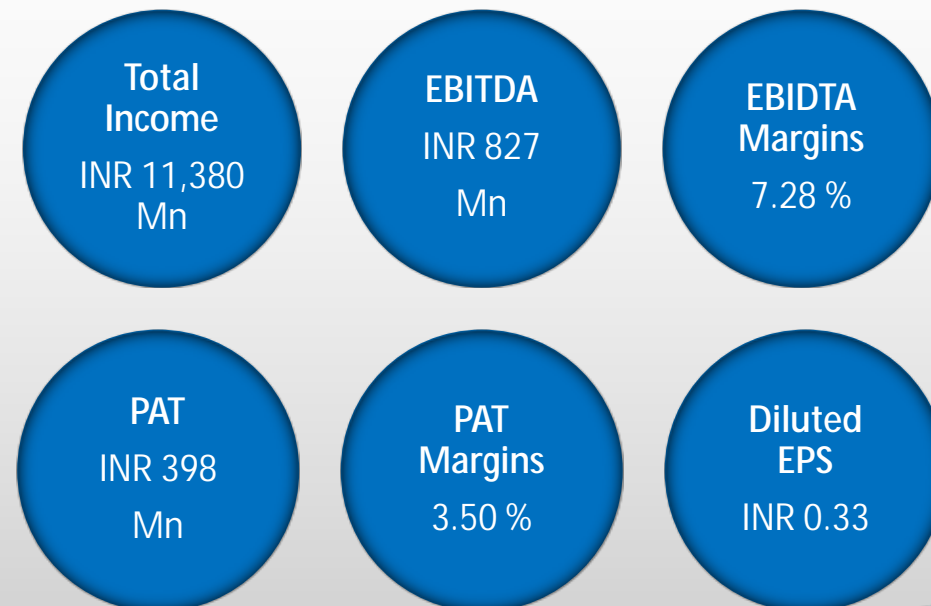 Total
Income
INR 11,380
Mn
EBITDA
INR 827
Mn
EBIDTA
Margins
7.28 %
PAT
INR 398
Mn
PAT
Margins
3.50 %
Diluted
EPS
INR 0.33